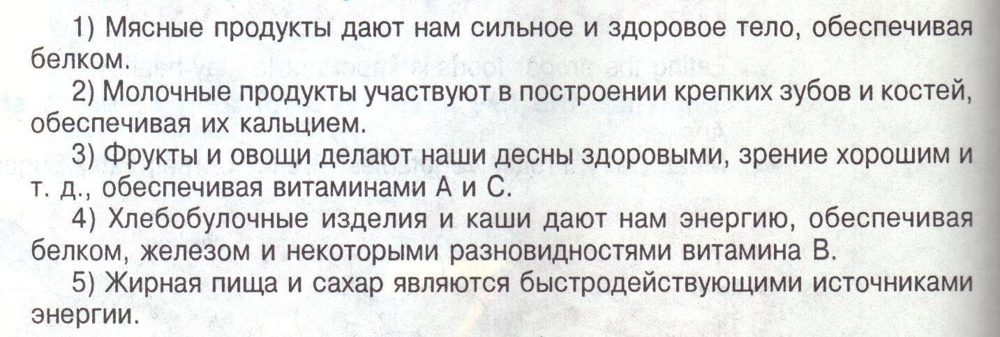 1) Мясные продукты дают нам сильное и здоровое тело, обеспечивая
белком.
2) Молочные продукты участвуют в построении крепких зубов и костей,
обеспечивая их кальцием.
3) Фрукты и овощи делают наши десны здоровыми, зрение хорошим и
т. д., обеспечивая витаминами А и С.
4) Хлебобулочные изделия и каши дают нам энергию, обеспечивая
белком, железом и некоторыми разновидностями витамина В.
5) Жирная пища и сахар являются быстродействующими источниками
энергии.